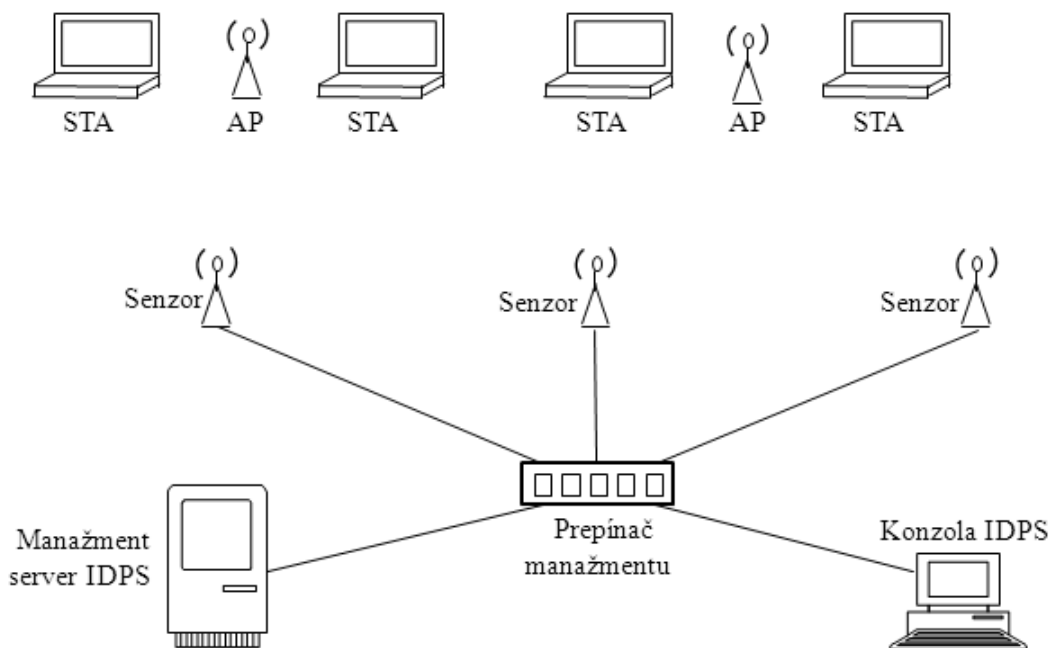 STA
AP
STA
STA
AP
STA
Senzor
Senzor
Senzor
Manažment
server IDPS
Prepínač
manažmentu
Konzola IDPS